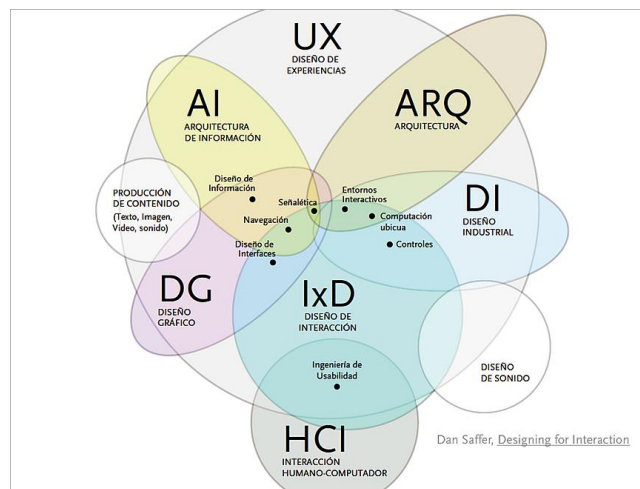 UX
DISEÑO DE
EXPERIENCIAS
AI
ARQUITECTURA
DE INFORMACIÓN
ARQ
ARQUITECTURA
PRODUCCIÓN
DE CONTENIDO
(Texto, Imagen,
Video, sonido)
Diseño de
Información
Señalética
Navegación
Diseño de
Interfaces
Entornos
Interactivos
Computación
ubicua
Controles
DI
DISEÑO
INDUSTRIAL
DG
DISEÑO
GRÁFICO
IxD
DISEÑO DE
INTERACCIÓN
Ingeniería de
Usabilidad
DISEÑO
DE SONIDO
HCI
INTERACCIÓN
HUMANO-COMPUTADOR
Dan Saffer, Designing for Interaction